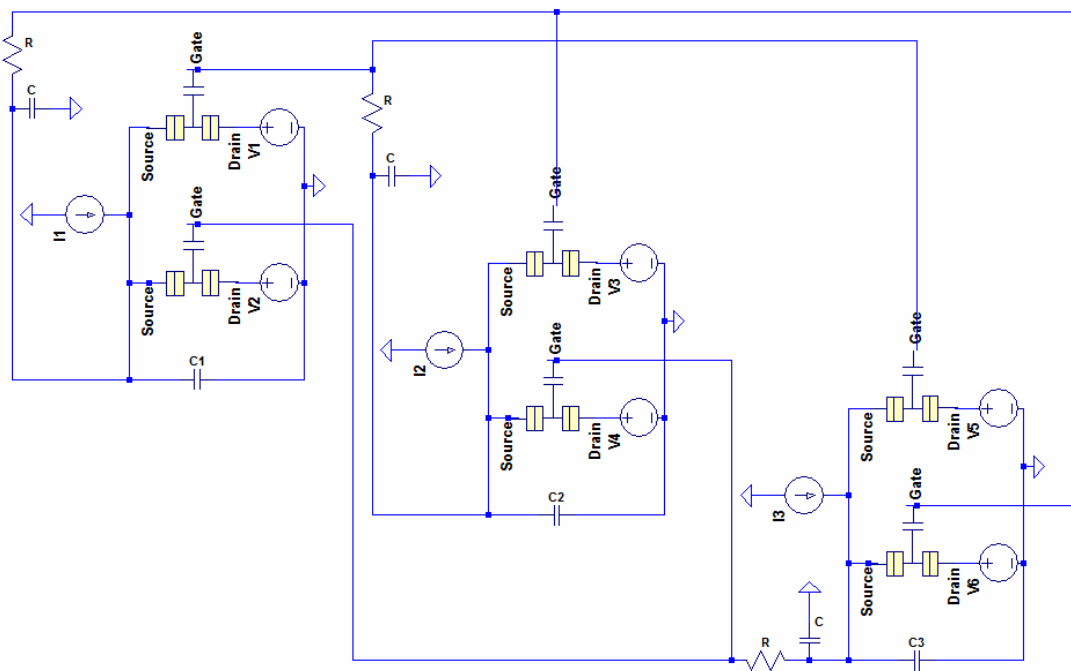 R
C
Gate
Source
Drain
V1
I1
Gate
Source
Drain
V2
C1
R
C
Gate
Source
Drain
V3
I2
Gate
Source
Drain
V4
C2
Gate
Source
Drain
V5
I3
Gate
Source
Drain
V6
C
R
C3